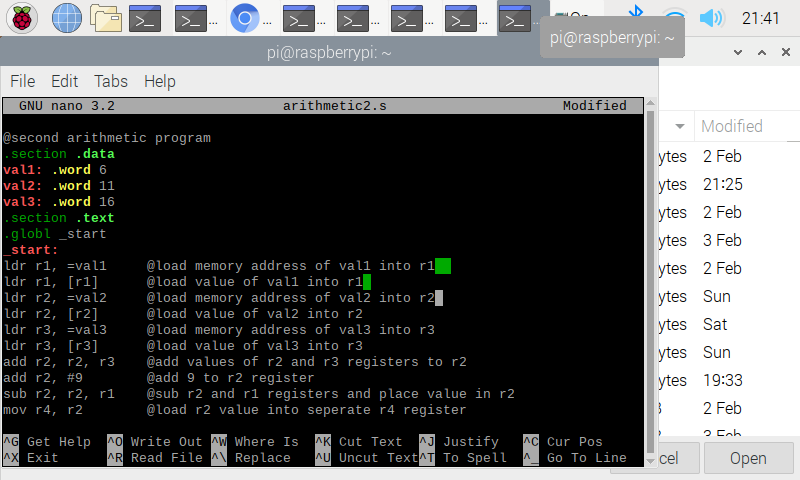 ... ... ... ... ... ... On 21:41
pi@raspberrypi: ~
pi@raspberrypi: ~
File Edit Tabs Help
GNU nano 3.2 arithmetic2.s Modified
@second arithmetic program
.section .data
val1: .word 6
val2: .word 11
val3: .word 16
.section .text
.globl _start
_start:
ldr r1, =val1 @load memory address of val1 into r1
ldr r1, [r1] @load value of val1 into r1
ldr r2, =val2 @load memory address of val2 into r2
ldr r2, [r2] @load value of val2 into r2
ldr r3, =val3 @load memory address of val3 into r3
ldr r3, [r3] @load value of val3 into r3
add r2, r2, r3 @add values of r2 and r3 registers to r2
add r2, #9 @add 9 to r2 register
sub r2, r2, r1 @sub r2 and r1 registers and place value in r2
mov r4, r2 @load r2 value into seperate r4 register
^G Get Help ^O Write Out ^W Where Is ^K Cut Text ^J Justify ^C Cur Pos
^X Exit ^R Read File ^\ Replace ^U Uncut Text ^T To Spell ^_ Go To Line
Modified
ytes 2 Feb
ytes 21:25
ytes 2 Feb
ytes 3 Feb
ytes 2 Feb
ytes Sun
ytes Sat
ytes Sun
ytes 19:33
2 Feb
3 Feb
cel Open